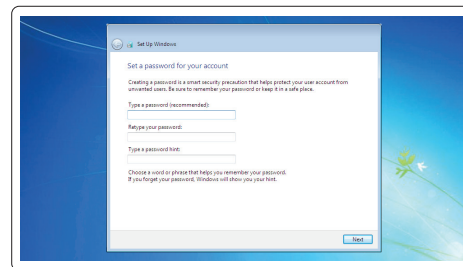 Set Up Windows
Set a password for your account
Creating a password is a smart security precaution that helps protect your user account from
unwanted users. Be sure to remember your password or keep it in a safe place.
Type a password (recommended):
Retype your password:
Type a password hint:
Choose a word or phrase that helps you remember your password.
If you forget your password, Windows will show you your hint.
Next